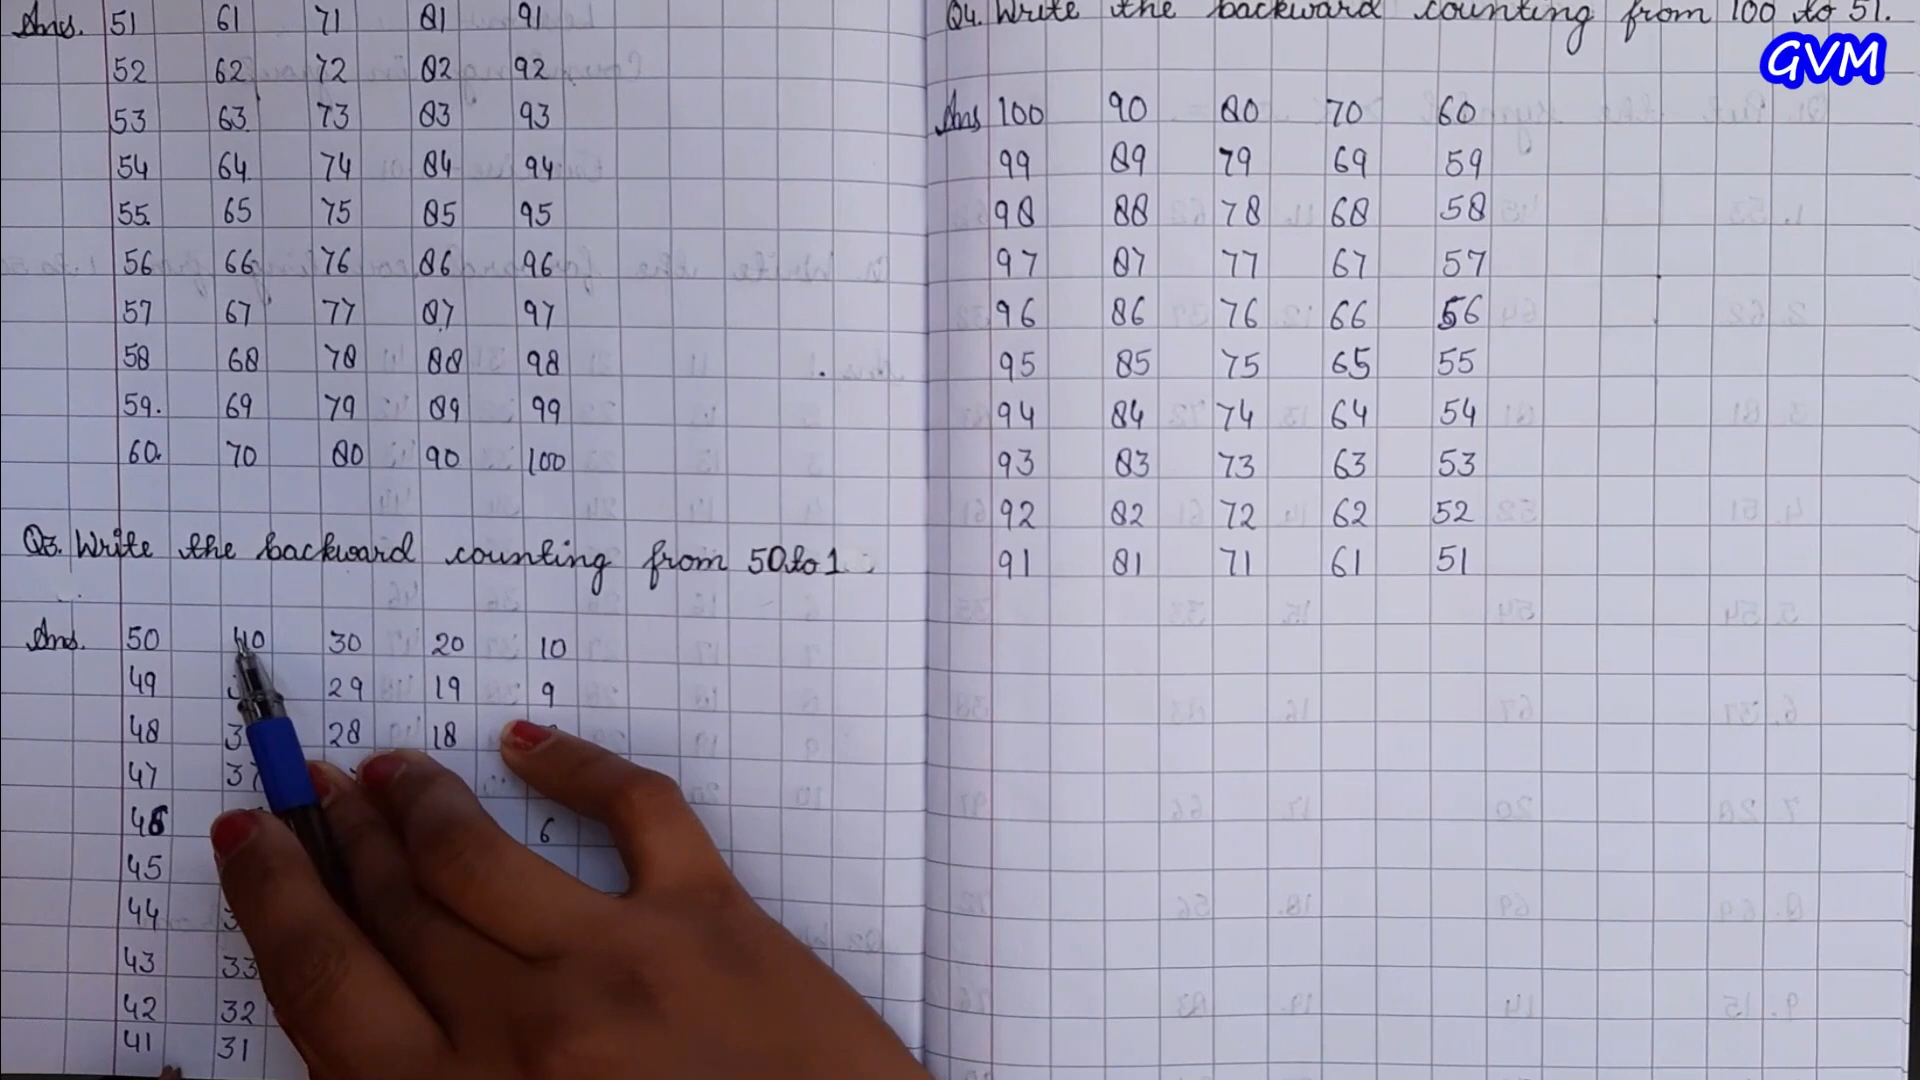 Ans. 51 61 71 81 91
52 62 72 82 92
53 63 73 83 93
54 64 74 84 94
55. 65 75 85 95
56 66 76 86 96
57 67 77 87 97
58 68 78 88 98
59. 69 79 89 99
60. 70 80 90 100
Q3. Write the backward counting from 50 to 1.
Ans. 50 40 30 20 10
49 29 19 9
48 28 18
47 37
46 6
45
44
43 33
42 32
41 31
Q4. Write the backward counting from 100 to 51.
GVM
Ans 100 90 80 70 60
99 89 79 69 59
98 88 78 68 58
97 87 77 67 57
96 86 76 66 56
95 85 75 65 55
94 84 74 64 54
93 83 73 63 53
92 82 72 62 52
91 81 71 61 51